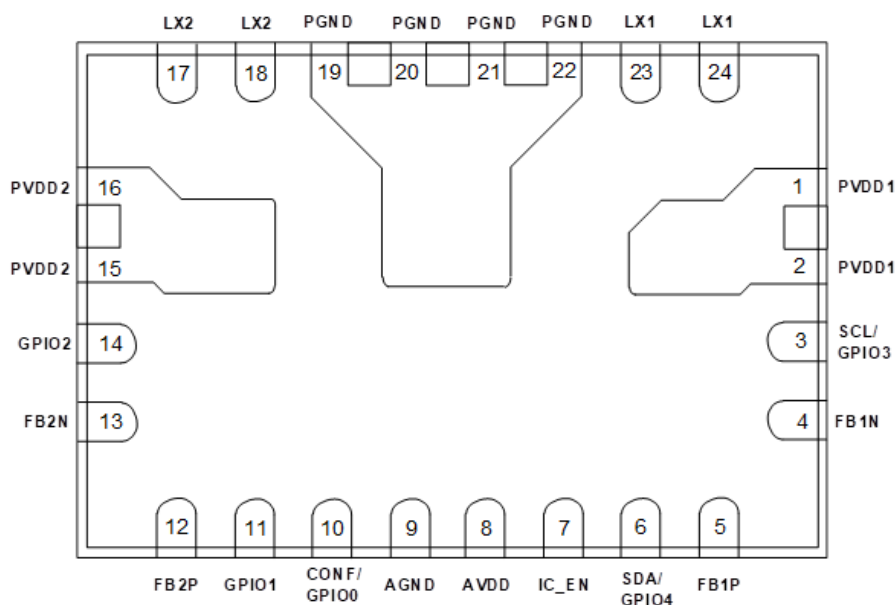 LX2 LX2 PGND PGND PGND PGND LX1 LX1
17 18 19 20 21 22 23 24
PVDD2 16 1 PVDD1
PVDD2 15 2 PVDD1
GPIO2 14 3 SCL/
GPIO3
FB2N 13 4 FB1N
12 11 10 9 8 7 6 5
FB2P GPIO1 CONF/ AGND AVDD IC_EN SDA/ FB1P
GPIO0 GPIO4